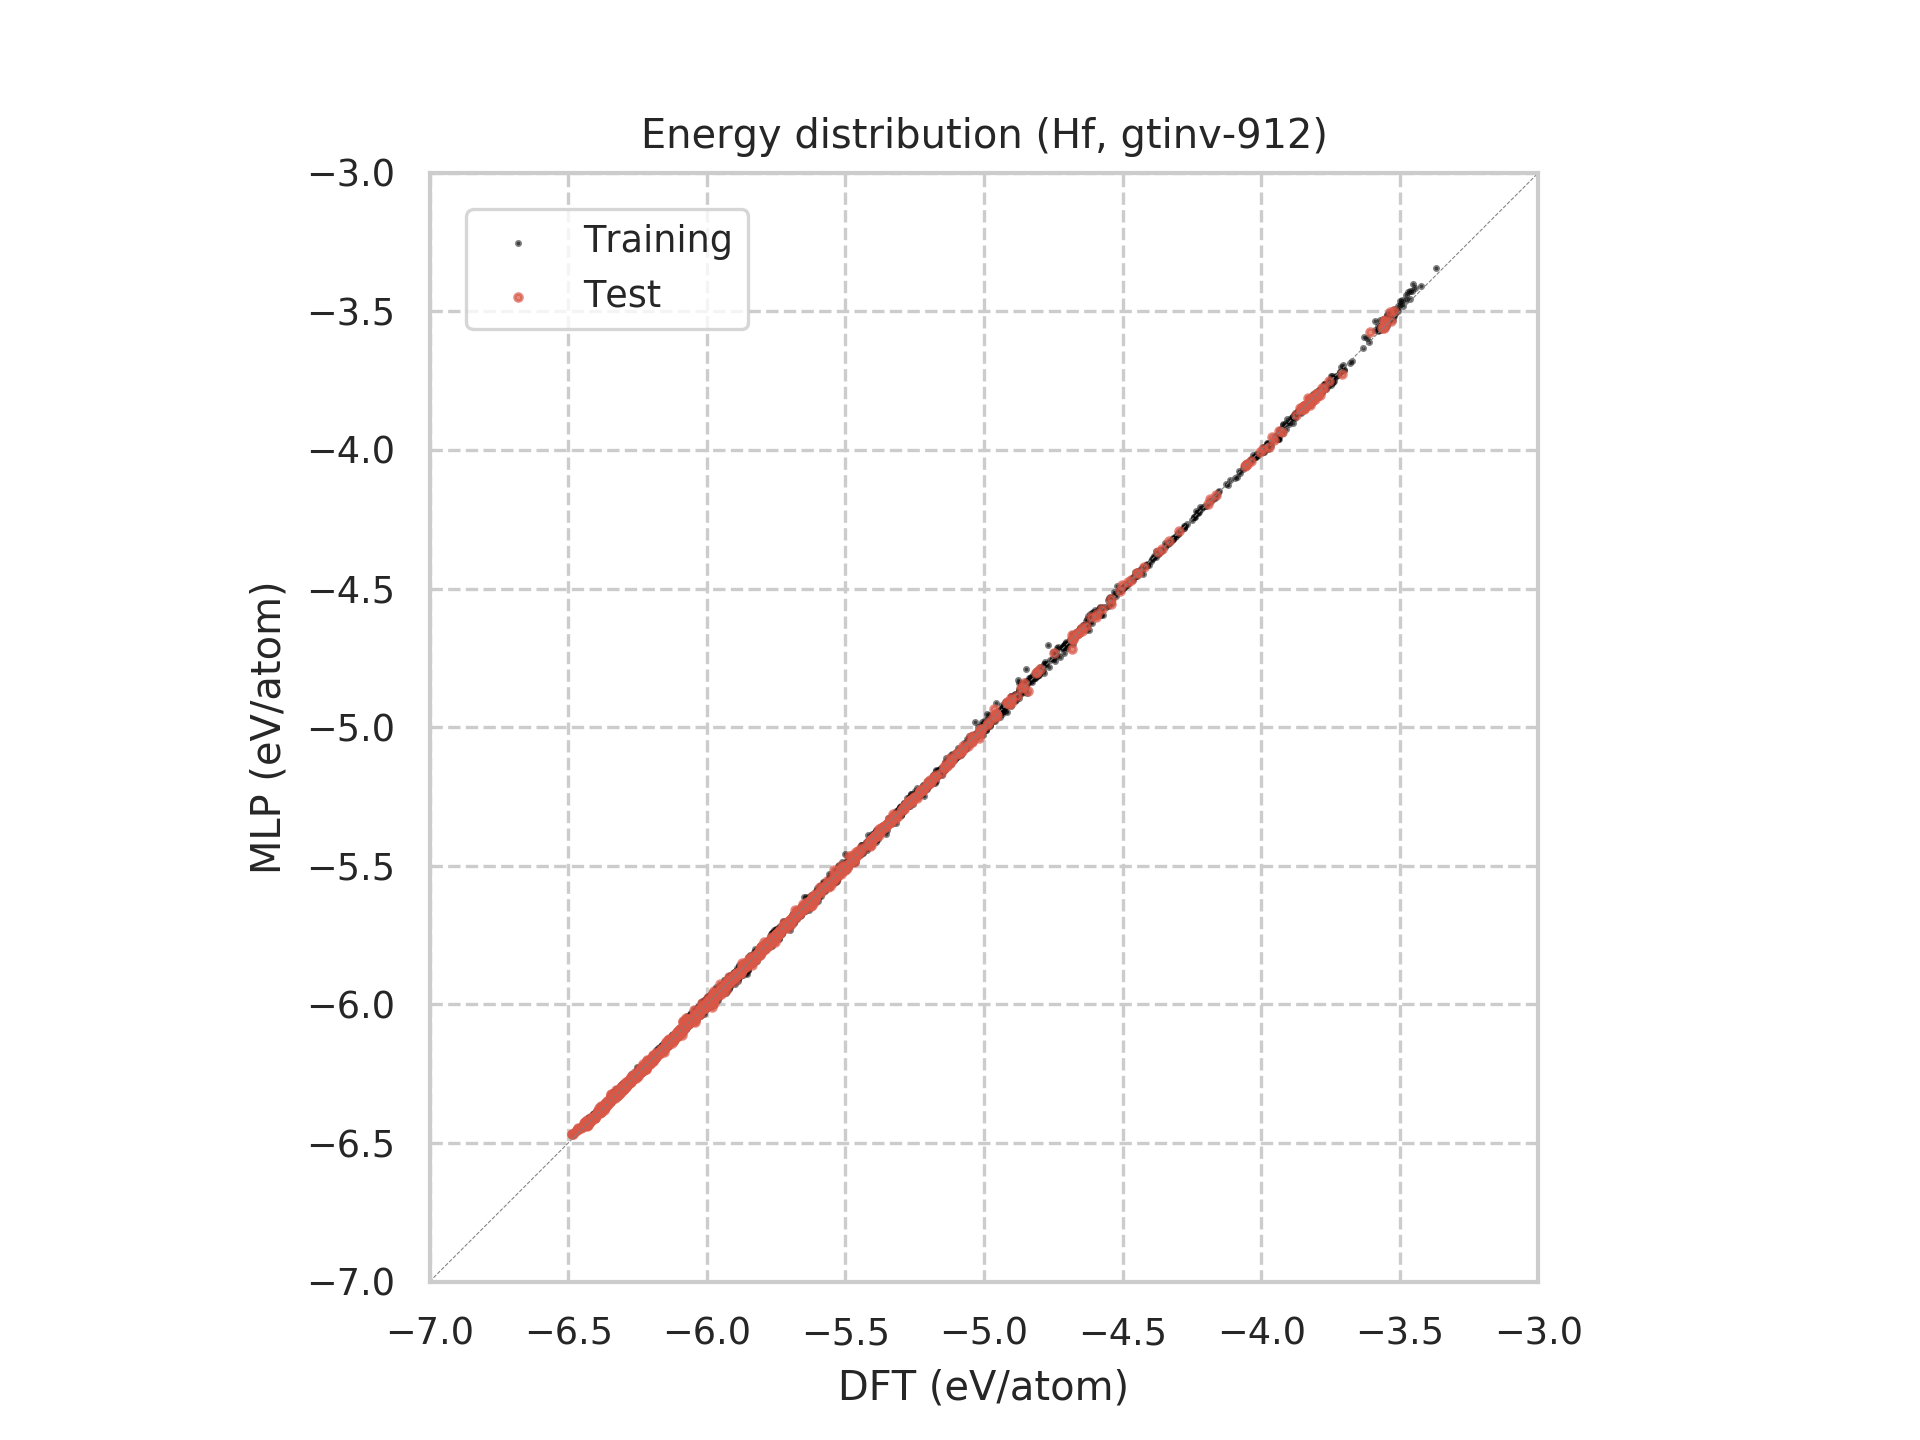 Energy distribution (Hf, gtinv-912)
−3.0
−3.5
−4.0
−4.5
−5.0
−5.5
−6.0
−6.5
−7.0
MLP (eV/atom)
Training
Test
−7.0 −6.5 −6.0 −5.5 −5.0 −4.5 −4.0 −3.5 −3.0
DFT (eV/atom)